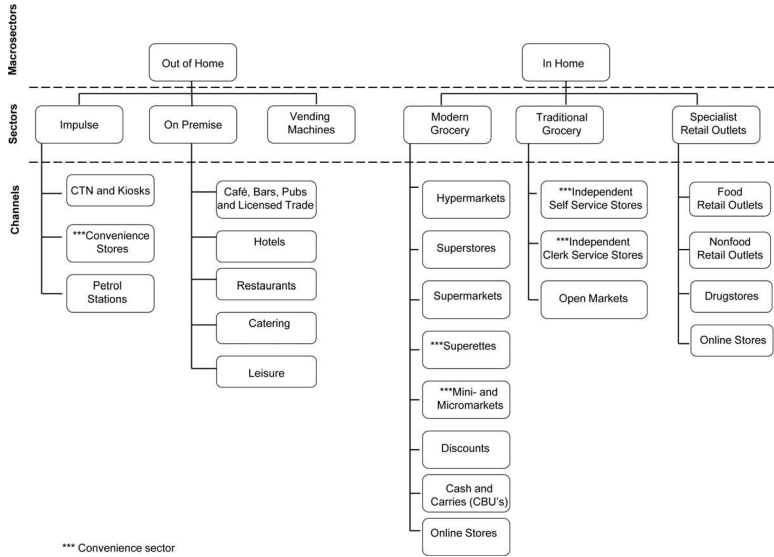 Macrosectors
Out of Home
In Home
Sectors
Impulse
On Premise
Vending
Machines
Modern
Grocery
Traditional
Grocery
Specialist
Retail Outlets
Channels
CTN and Kiosks
***Convenience
Stores
Petrol
Stations
Café, Bars, Pubs
and Licensed Trade
Hotels
Restaurants
Catering
Leisure
Hypermarkets
Superstores
Supermarkets
***Superettes
***Mini- and
Micromarkets
Discounts
Cash and
Carries (CBU's)
Online Stores
***Independent
Self Service Stores
***Independent
Clerk Service Stores
Open Markets
Food
Retail Outlets
Nonfood
Retail Outlets
Drugstores
Online Stores
*** Convenience sector